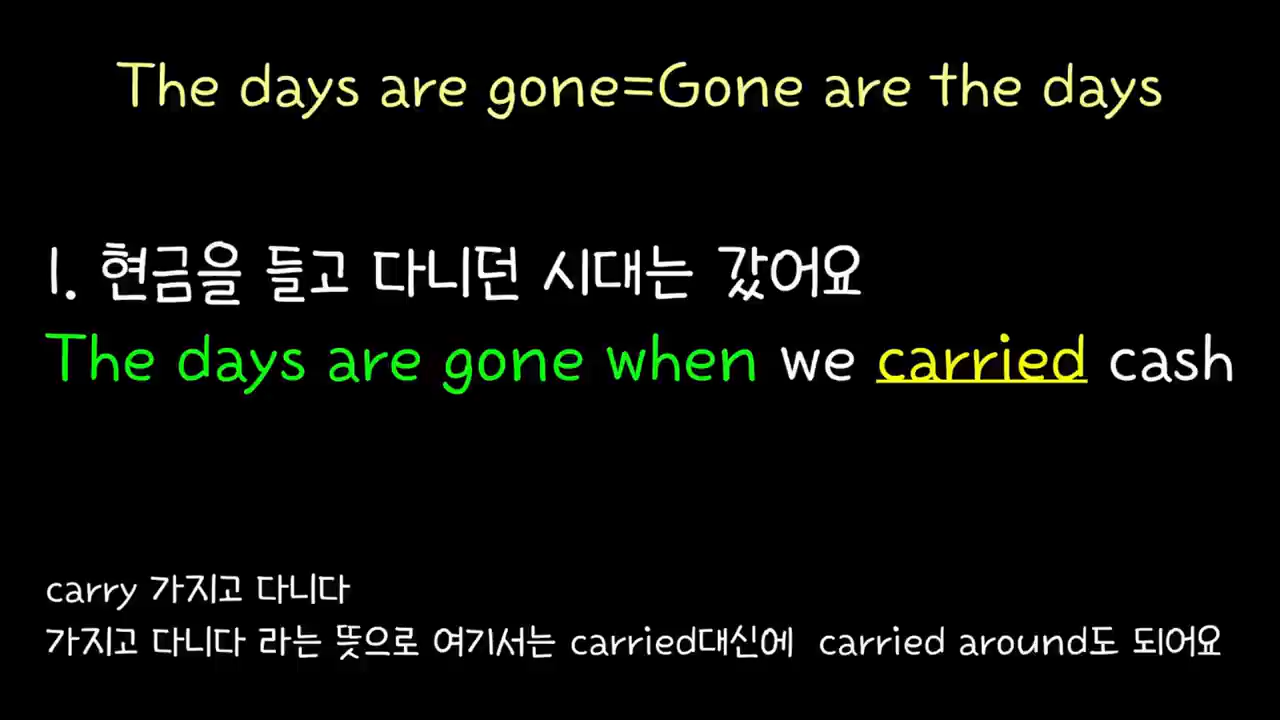 The days are gone=Gone are the days
1. 현금을 들고 다니던 시대는 갔어요
The days are gone when we carried cash
carry 가지고 다니다
가지고 다니다 라는 뜻으로 여기서는 carried대신에 carried around도 되어요